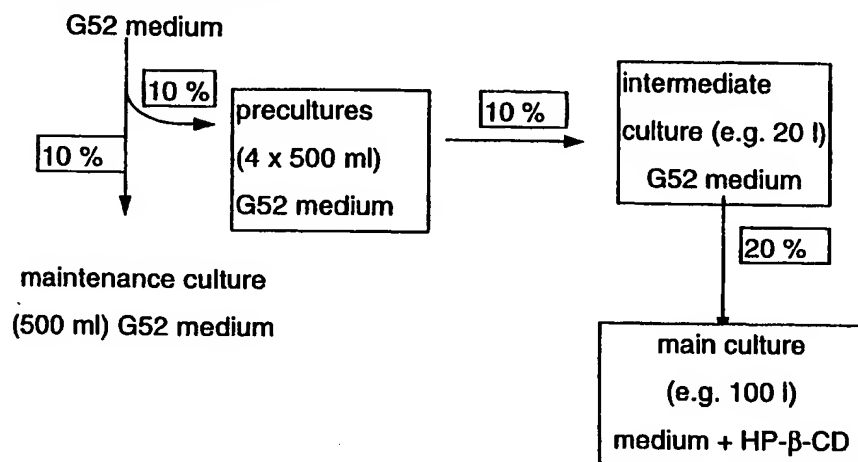 G52 medium
10 %
10 %
precultures
(4 x 500 ml)
G52 medium
10 %
intermediate
culture (e.g. 20 l)
G52 medium
20 %
maintenance culture
(500 ml) G52 medium
main culture
(e.g. 100 l)
medium + HP-β-CD